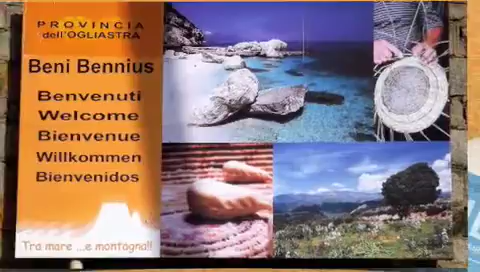 PROVINCIA
dell'OGLIASTRA
Beni Bennius
Benvenuti
Welcome
Bienvenue
Willkommen
Bienvenidos
Tra mare ...e montagna!!